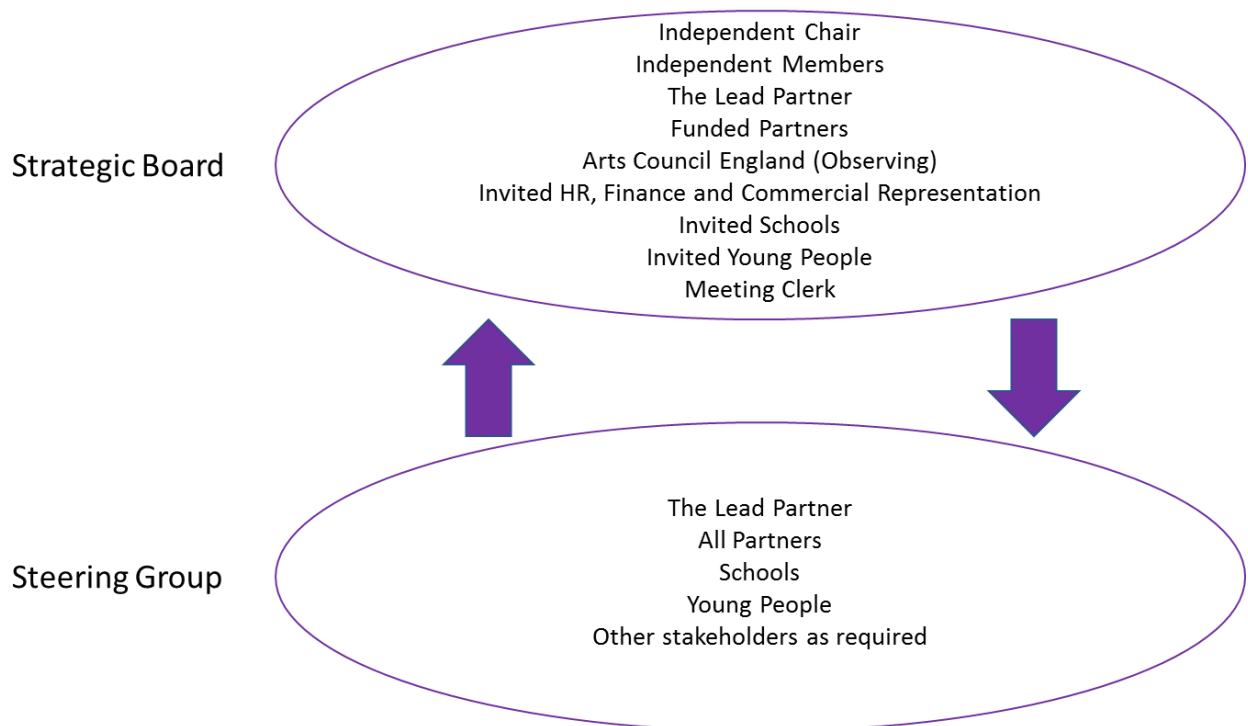 Strategic Board
Independent Chair
Independent Members
The Lead Partner
Funded Partners
Arts Council England (Observing)
Invited HR, Finance and Commercial Representation
Invited Schools
Invited Young People
Meeting Clerk
Steering Group
The Lead Partner
All Partners
Schools
Young People
Other stakeholders as required